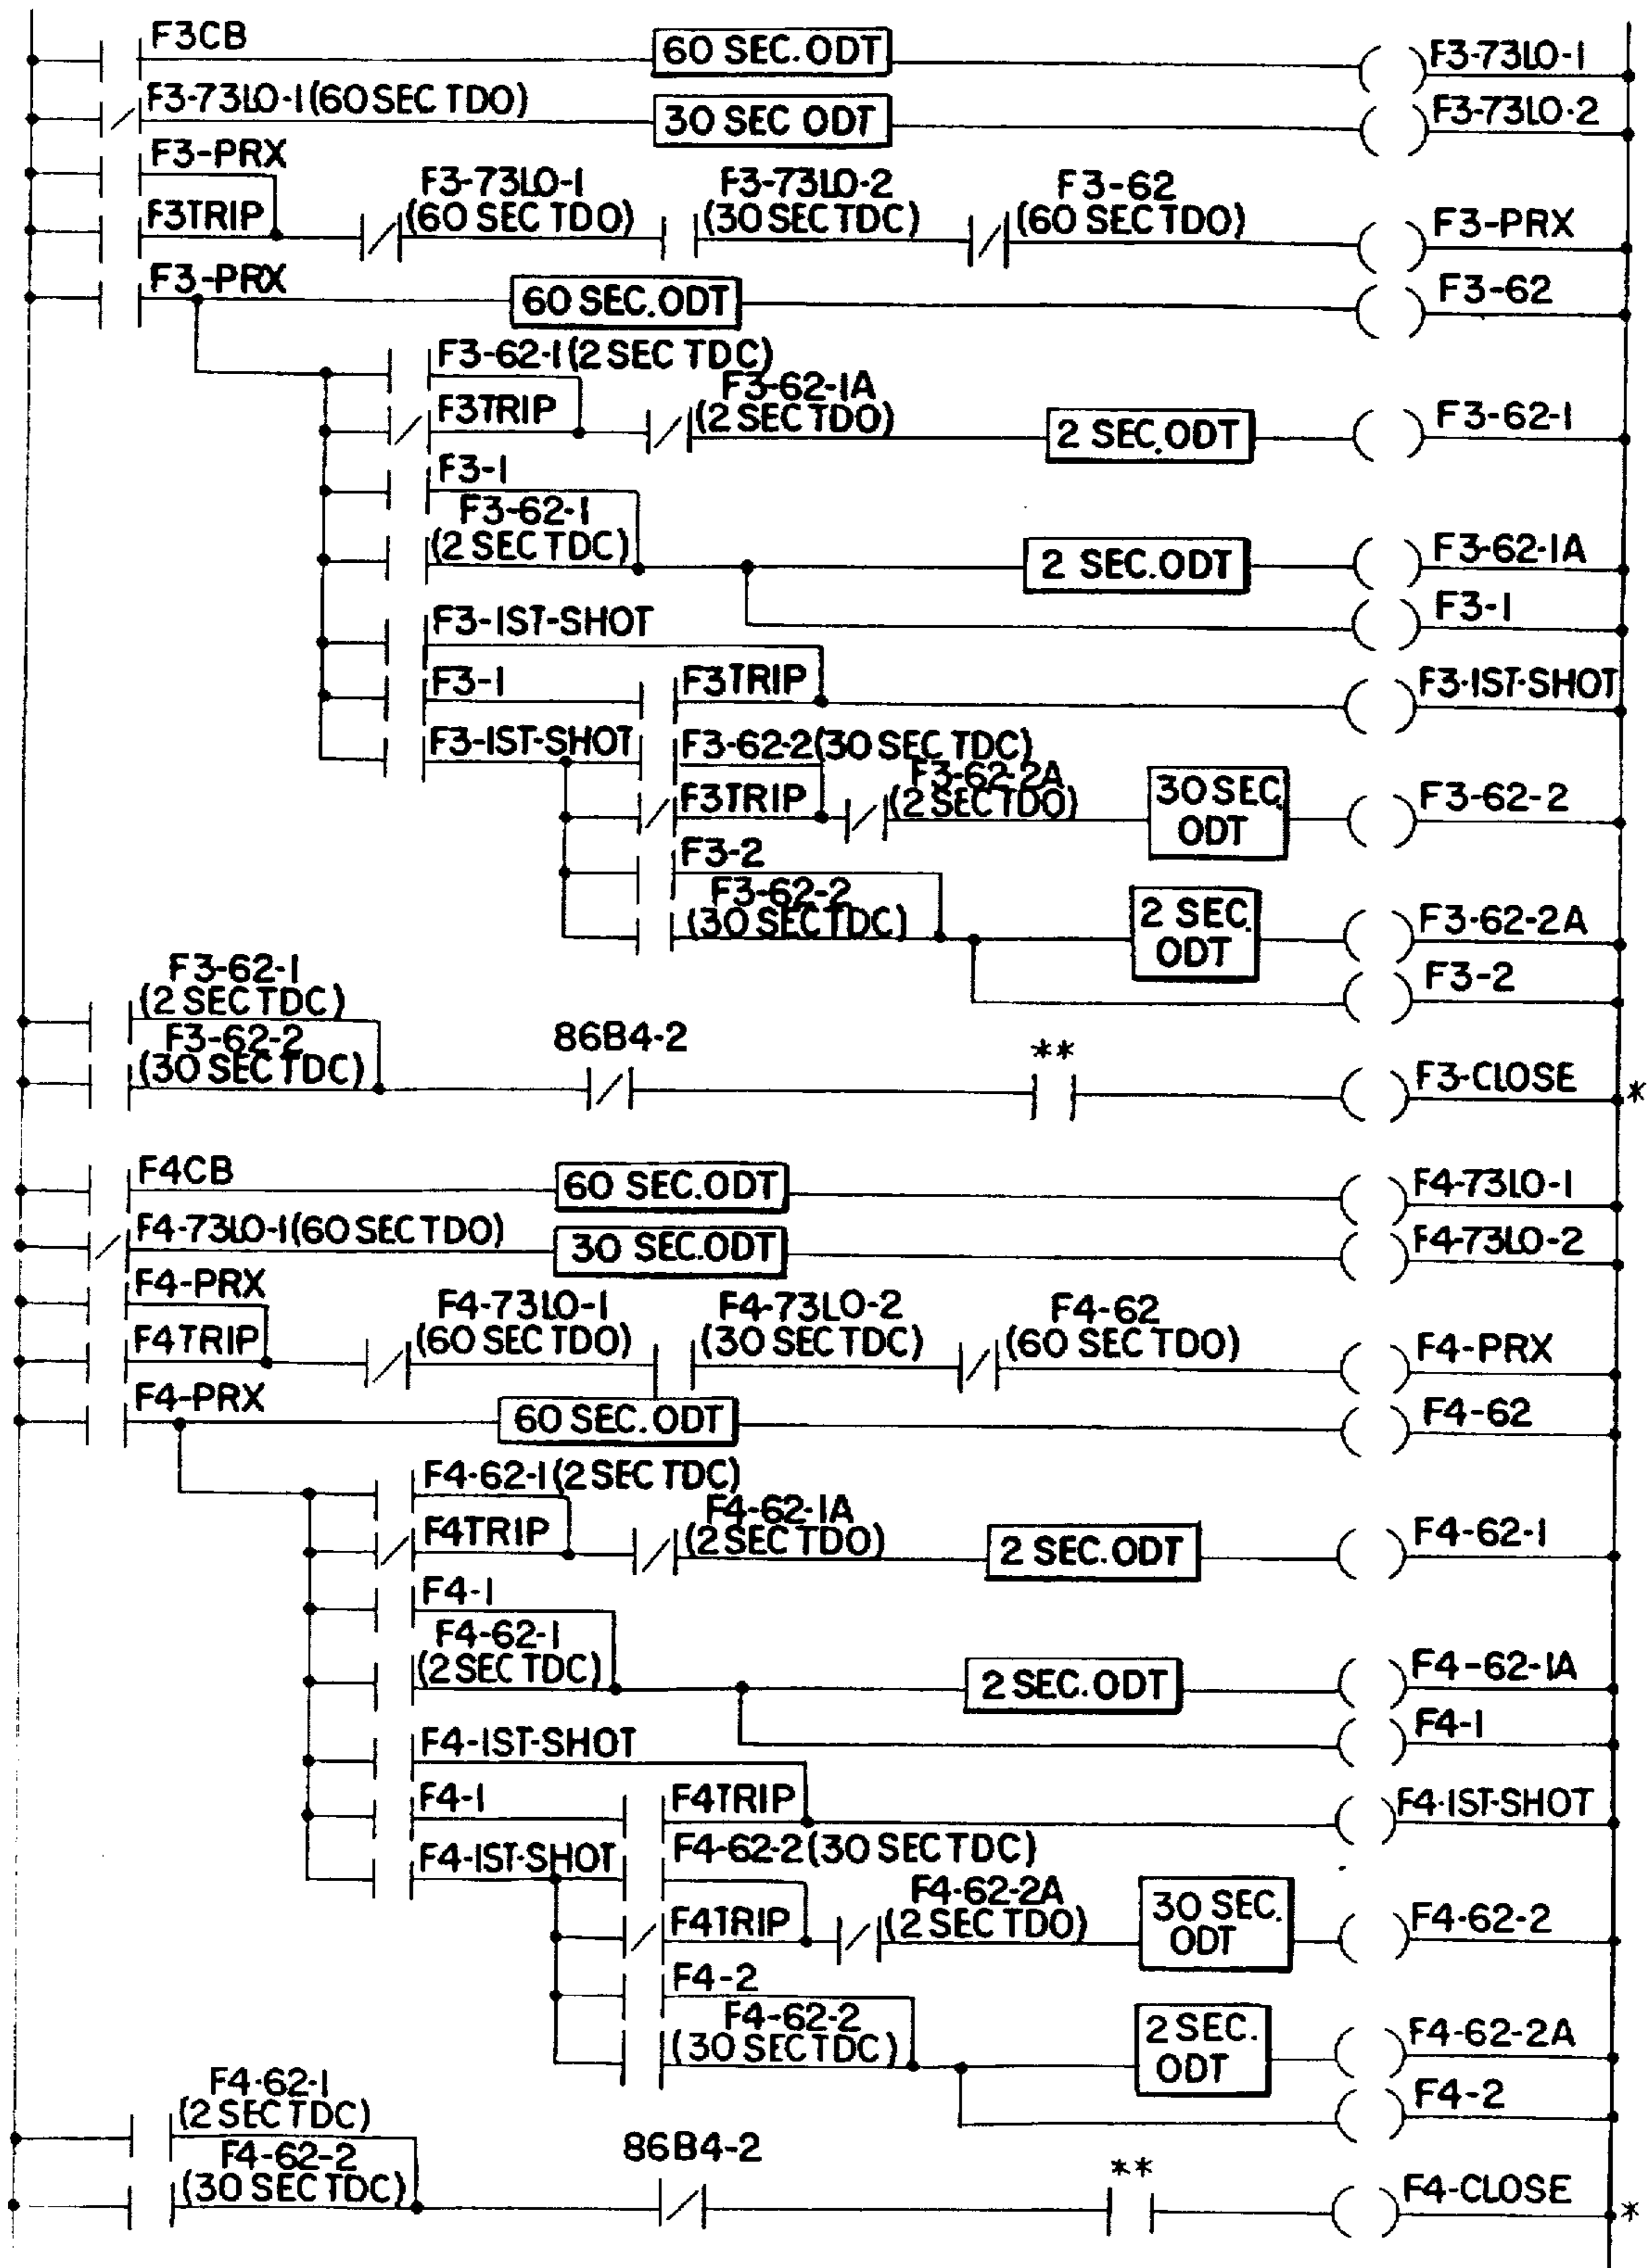 F3CB
60 SEC. ODT
F3-73LO-1
F3-73LO-1 (60 SEC TDO)
30 SEC ODT
F3-73LO-2
F3-PRX
F3TRIP
F3-73LO-1
(60 SEC TDO)
F3-73LO-2
(30 SEC TDC)
F3-62
(60 SEC TDO)
F3-PRX
F3-PRX
60 SEC. ODT
F3-62
F3-62-1 (2 SEC TDC)
F3TRIP
F3-62-1A
(2 SEC TDO)
2 SEC. ODT
F3-62-1
F3-1
F3-62-1
(2 SEC TDC)
2 SEC. ODT
F3-62-1A
F3-1
F3-1ST-SHOT
F3-1
F3TRIP
F3-1ST-SHOT
F3-1ST-SHOT
F3-62-2 (30 SEC TDC)
F3TRIP
F3-62-2A
(2 SEC TDO)
30 SEC.
ODT
F3-62-2
F3-2
F3-62-2
(30 SEC TDC)
2 SEC.
ODT
F3-62-2A
F3-2
F3-62-1
(2 SEC TDC)
F3-62-2
(30 SEC TDC)
86B4-2
**
F3-CLOSE
*
F4CB
60 SEC. ODT
F4-73LO-1
F4-73LO-1 (60 SEC TDO)
30 SEC. ODT
F4-73LO-2
F4-PRX
F4TRIP
F4-73LO-1
(60 SEC TDO)
F4-73LO-2
(30 SEC TDC)
F4-62
(60 SEC TDO)
F4-PRX
F4-PRX
60 SEC. ODT
F4-62
F4-62-1 (2 SEC TDC)
F4TRIP
F4-62-1A
(2 SEC TDO)
2 SEC. ODT
F4-62-1
F4-1
F4-62-1
(2 SEC TDC)
2 SEC. ODT
F4-62-1A
F4-1
F4-1ST-SHOT
F4-1
F4TRIP
F4-1ST-SHOT
F4-1ST-SHOT
F4-62-2 (30 SEC TDC)
F4TRIP
F4-62-2A
(2 SEC TDO)
30 SEC.
ODT
F4-62-2
F4-2
F4-62-2
(30 SEC TDC)
2 SEC.
ODT
F4-62-2A
F4-2
F4-62-1
(2 SEC TDC)
F4-62-2
(30 SEC TDC)
86B4-2
**
F4-CLOSE
*